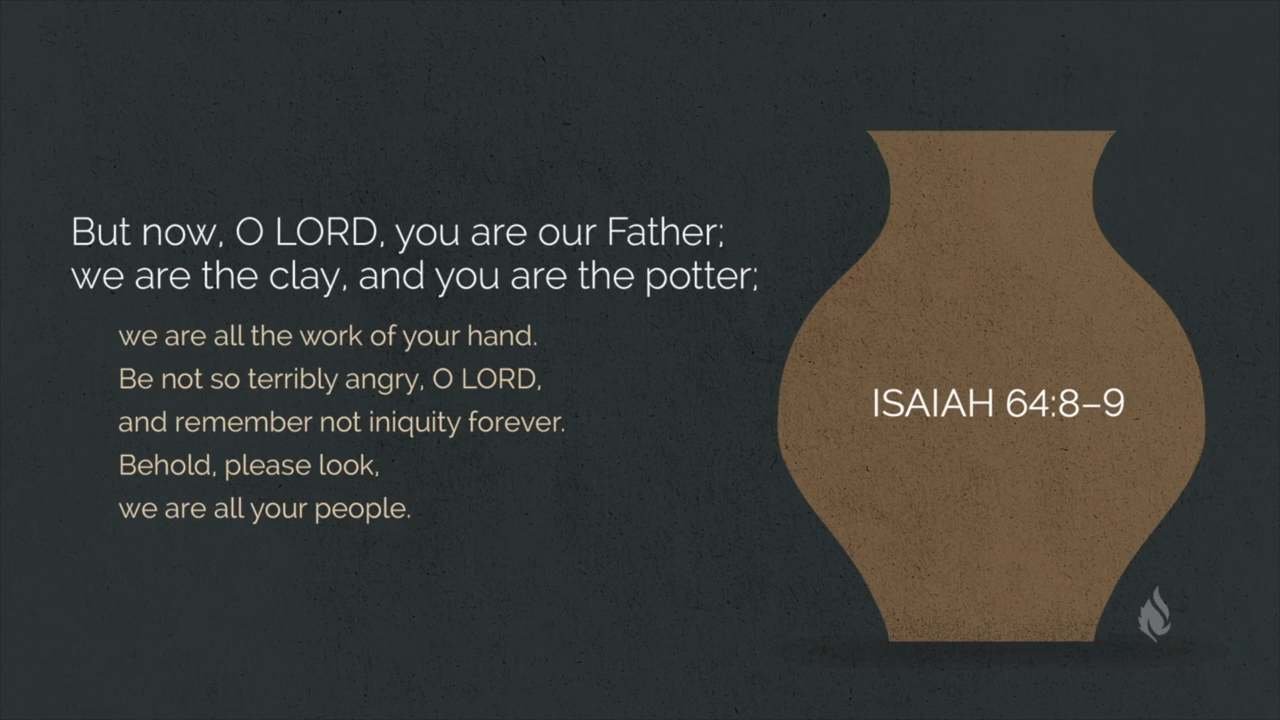 But now, O LORD, you are our Father;
we are the clay, and you are the potter;
we are all the work of your hand.
Be not so terribly angry, O LORD,
and remember not iniquity forever.
Behold, please look,
we are all your people.
ISAIAH 64:8–9